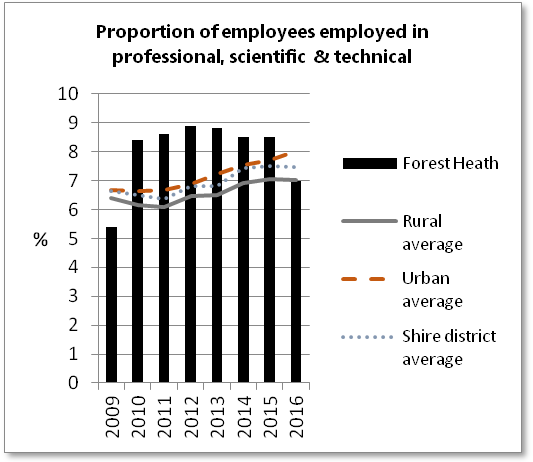 Proportion of employees employed in
professional, scientific & technical
10
9
8
7
6
5
4
3
2
1
0
%
2009
2010
2011
2012
2013
2014
2015
2016
Forest Heath
Rural
average
Urban
average
Shire district
average